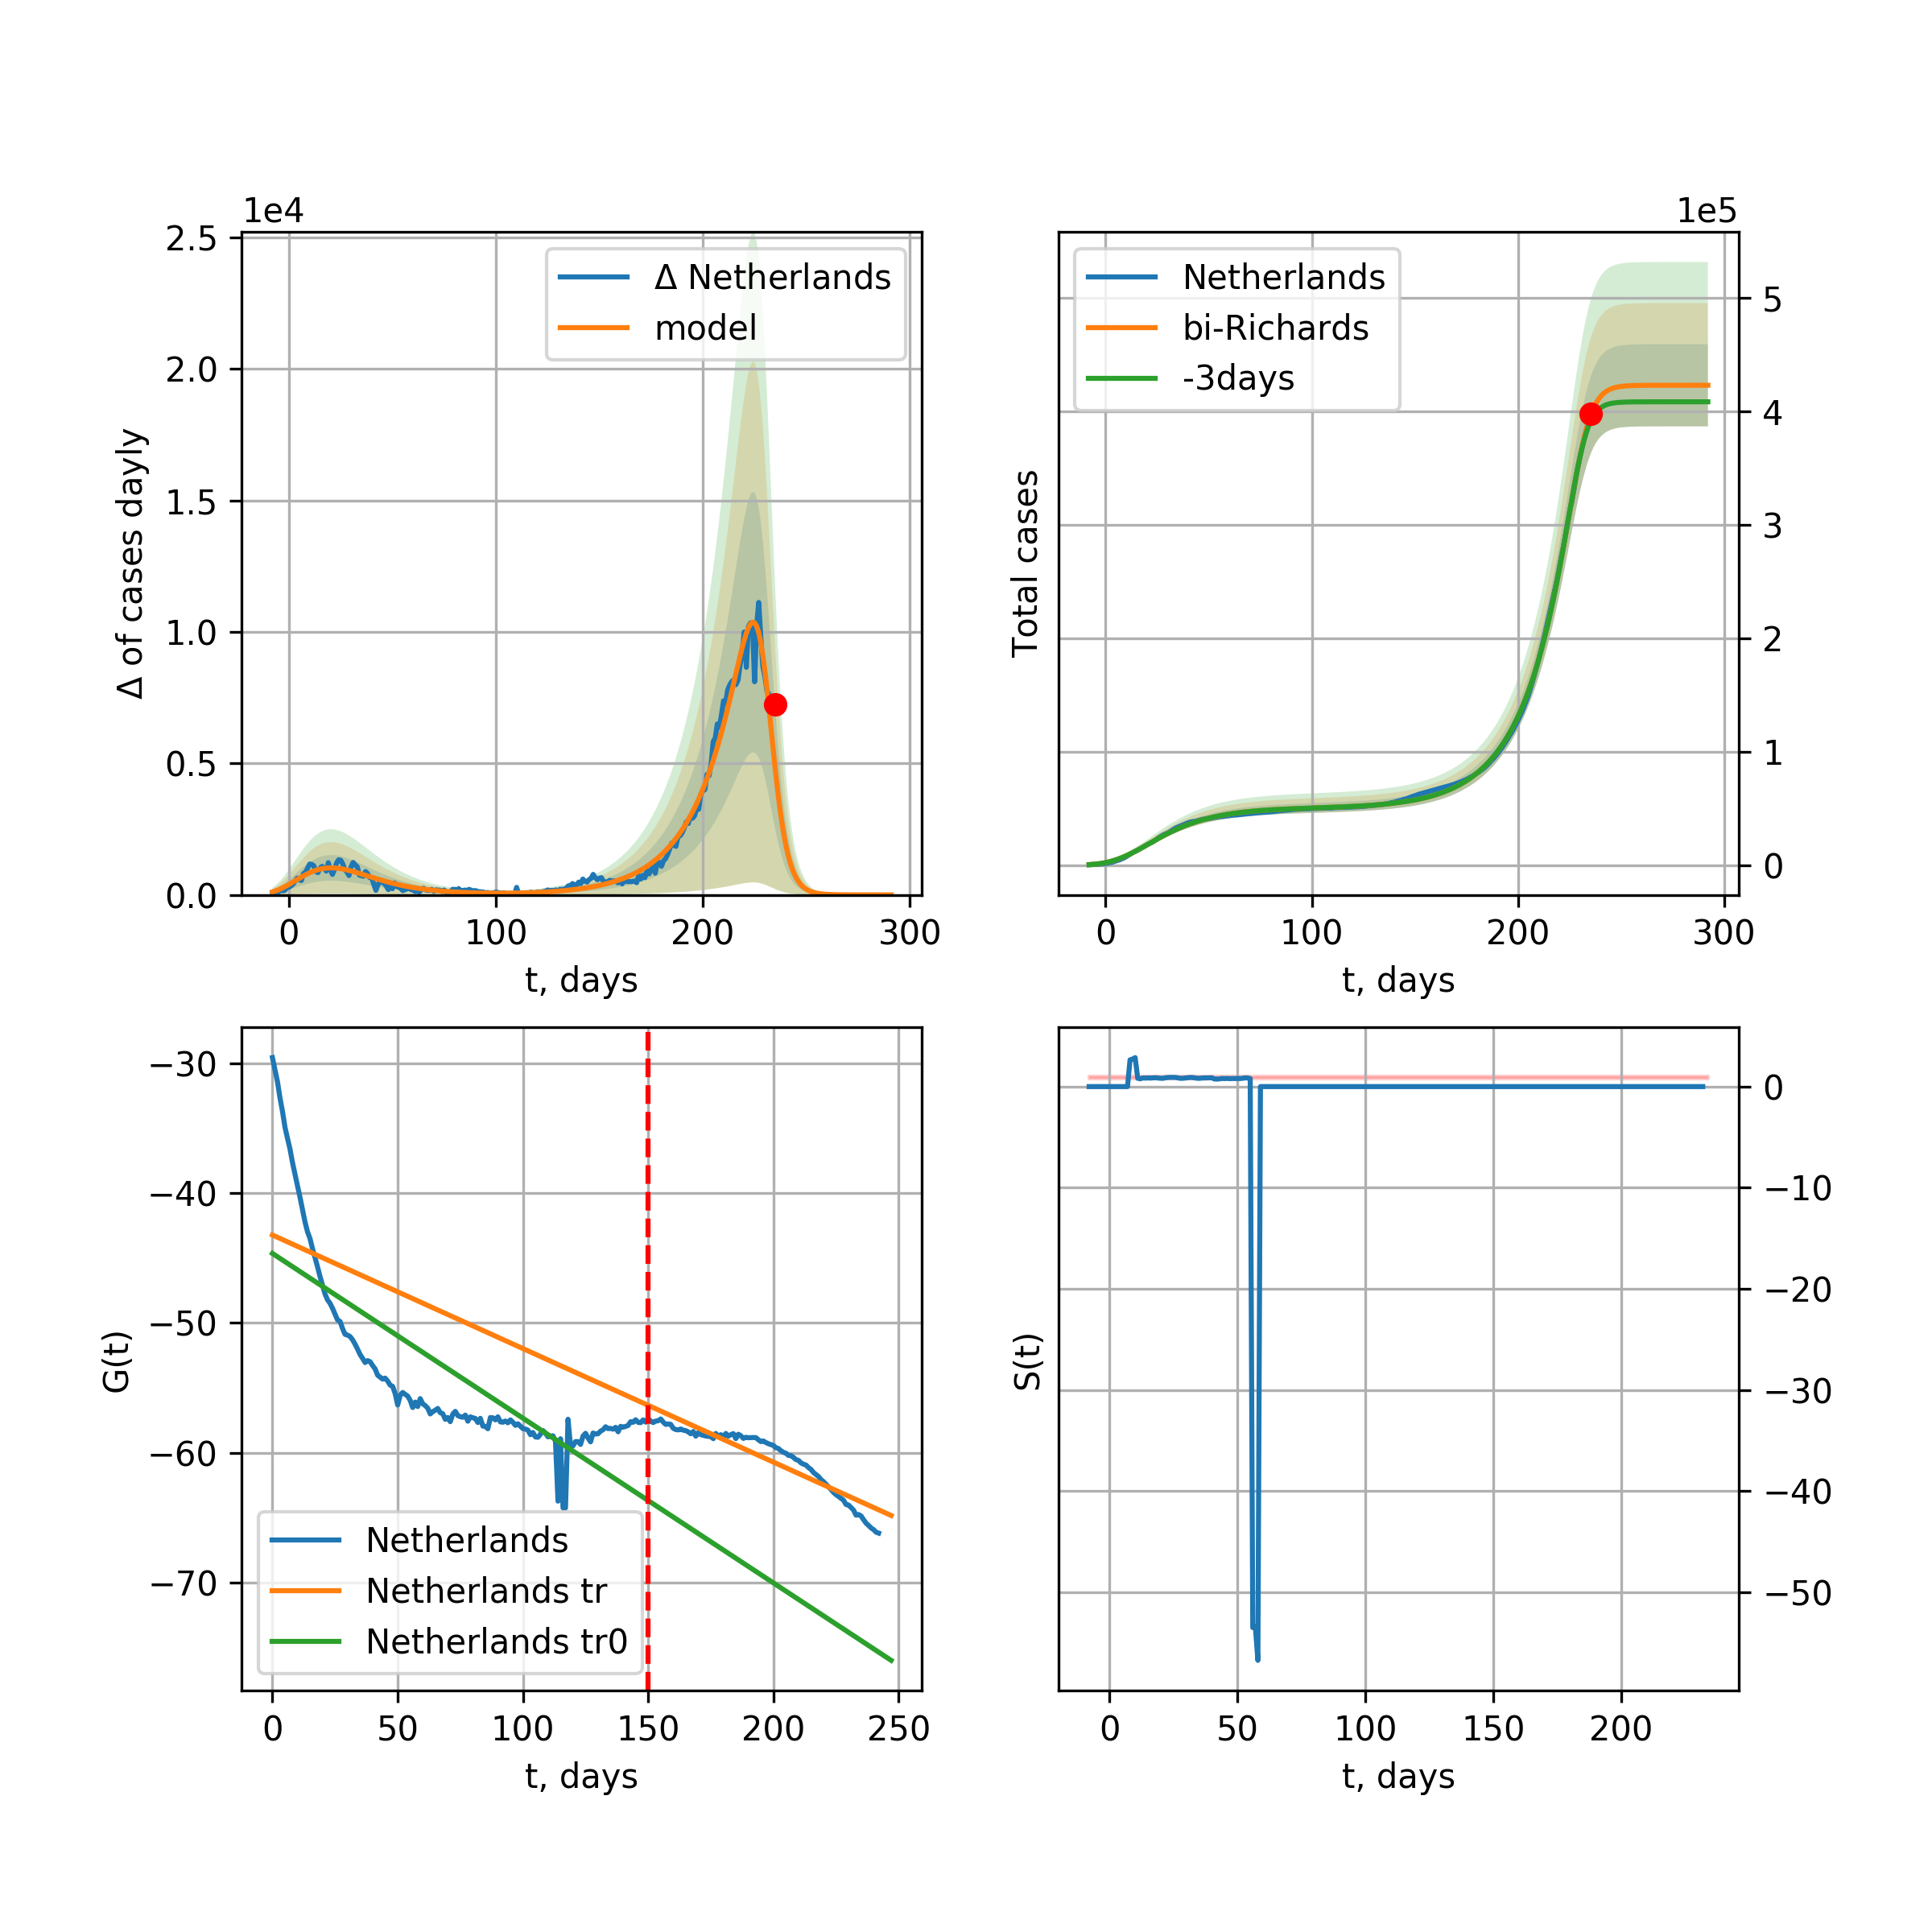 1e4
2.5
2.0
1.5
1.0
0.5
0.0
Δ of cases dayly
Δ Netherlands
model
0 100 200 300
t, days
1e5
Netherlands
bi-Richards
-3days
Total cases
5
4
3
2
1
0
0 100 200 300
t, days
−30
−40
−50
−60
−70
G(t)
Netherlands
Netherlands tr
Netherlands tr0
0 50 100 150 200 250
t, days
S(t)
0
−10
−20
−30
−40
−50
0 50 100 150 200
t, days